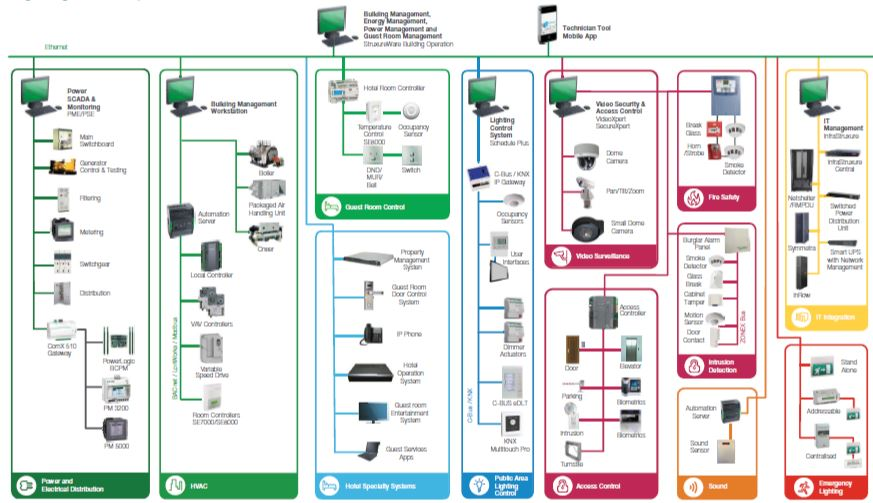 Building Management,
Energy Management,
Power Management and
Guest Room Management
StruxureWare Building Operation
Technician Tool
Mobile App
Ethernet
Power
SCADA &
Monitoring
PME/PSE
Main
Switchboard
Generator
Control & Testing
Filtering
Metering
Switchgear
Distribution
ComX 510
Gateway
PowerLogic
BCPM
PM 3200
PM 5000
Power and
Electrical Distribution
Building Management
Workstation
Boiler
Packaged Air
Handling Unit
Automation
Server
Local Controller
VAV Controllers
Variable
Speed Drive
Room Controllers
SE7000/SE8000
BACnet / LonWorks / Modbus
HVAC
Hotel Room Controller
Temperature
Control
SE8000
Occupancy
Sensor
DND/
MUR/
Bell
Switch
Guest Room Control
Property
Management
System
Guest Room
Door Control
System
IP Phone
Hotel
Operation
System
Guest room
Entertainment
System
Guest Services
Apps
Hotel Specialty Systems
Lighting
Control
System
Schedule Plus
C-Bus / KNX
IP Gateway
Occupancy
Sensors
User
Interfaces
Dimmer
Actuators
C-BUS eDLT
KNX
Multitouch Pro
C-Bus / KNX
Public Area
Lighting
Control
Video Security &
Access Control
VideoXpert
SecureXpert
Dome
Camera
Pan/Tilt/Zoom
Small Dome
Camera
Video Surveillance
Access
Controller
Door
Elevator
Parking
Biometrics
Intrusion
Biometrics
Turnstile
Access Control
Break
Glass
Horn
/Strobe
Smoke
Detector
Fire Safety
Burglar Alarm
Panel
Smoke
Detector
Glass
Break
Cabinet
Tamper
Motion
Sensor
Door
Contact
ZONEX Bus
Intrusion
Detection
Automation
Server
Sound
Sensor
Sound
IT
Management
InfraStruxure
InfraStruxure
Central
Netshelter
/RMPDU
Switched
Power
Distribution
Unit
Symmetra
Smart UPS
with Network
Management
InRow
IT Integration
Stand
Alone
Addressable
Centralised
Emergency
Lighting